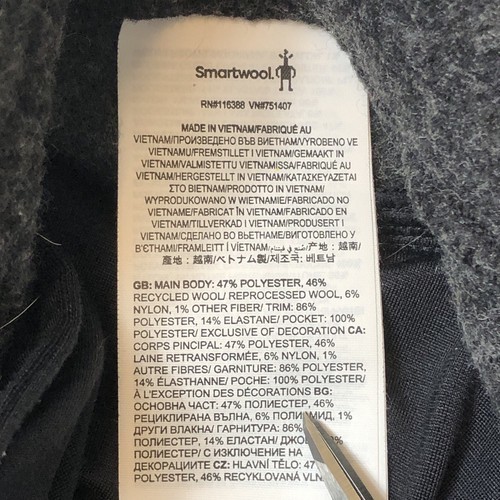 Smartwool.
RN#116388 VN#751407
MADE IN VIETNAM/FABRIQUÉ AU
VIETNAM/ПРОИЗВЕДЕНО ВЪВ ВИЕТНАМ/VYROBENO VE
VIETNAMU/FREMSTILLET I VIETNAM/GEMAAKT IN
VIETNAM/VALMISTETTU VIETNAMISSA/FABRIQUÉ AU
VIETNAM/HERGESTELLT IN VIETNAM/ΚΑΤΑΣΚΕΥΑΖΕΤΑΙ
ΣΤΟ ΒΙΕΤΝΑΜ/PRODOTTO IN VIETNAM/
WYPRODUKOWANO W WIETNAMIE/FABRICADO NO
VIETNAME/FABRICAT ÎN VIETNAM/FABRICADO EN
VIETNAM/TILLVERKAD I VIETNAM/PRODUSERT I
VIETNAM/СДЕЛАНО ВО ВЬЕТНАМЕ/ВИГОТОВЛЕНО У
В'ЄТНАМІ/FRAMLEITT Í VIETNAM/صنع في فيتنام/产地：越南/
產地：越南/ベトナム製/제조국: 베트남
GB: MAIN BODY: 47% POLYESTER, 46%
RECYCLED WOOL/ REPROCESSED WOOL, 6%
NYLON, 1% OTHER FIBER/ TRIM: 86%
POLYESTER, 14% ELASTANE/ POCKET: 100%
POLYESTER/ EXCLUSIVE OF DECORATION CA:
CORPS PINCIPAL: 47% POLYESTER, 46%
LAINE RETRANSFORMÉE, 6% NYLON, 1%
AUTRE FIBRES/ GARNITURE: 86% POLYESTER,
14% ÉLASTHANNE/ POCHE: 100% POLYESTER/
À L'EXCEPTION DES DÉCORATIONS BG:
ОСНОВНА ЧАСТ: 47% ПОЛИЕСТЕР, 46%
РЕЦИКЛИРАНА ВЪЛНА, 6% ПОЛИАМИД, 1%
ДРУГИ ВЛАКНА/ ГАРНИТУРА: 86%
ПОЛИЕСТЕР, 14% ЕЛАСТАН/
ПОЛИЕСТЕР/ С ИЗКЛЮЧЕНИЕ НА
ДЕКОРАЦИИТЕ CZ: HLAVNÍ TĚLO: 47
POLYESTER, 46% RECYKLOVANÁ VLN